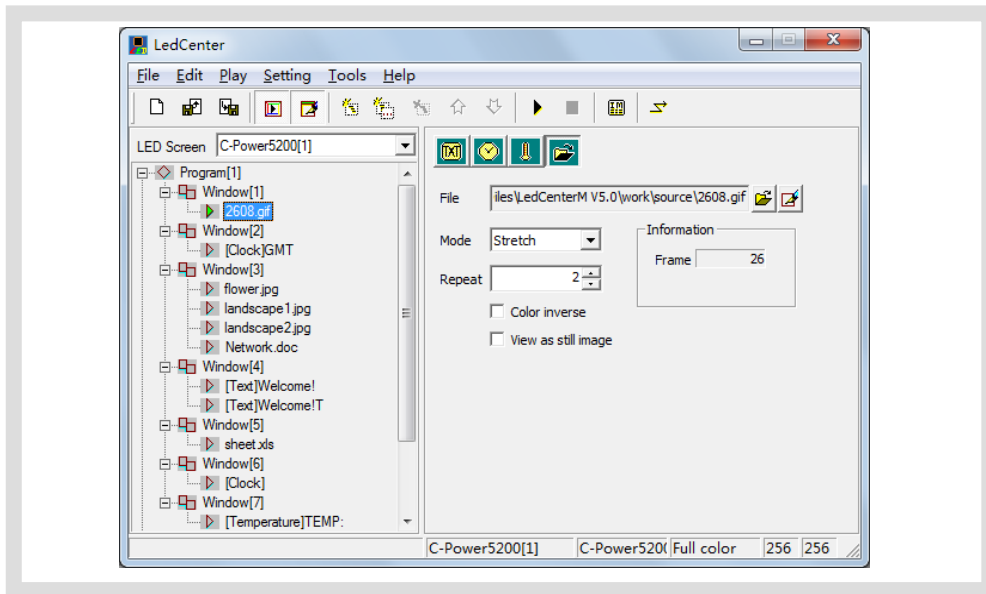 LedCenter
File Edit Play Setting Tools Help
LED Screen C-Power5200[1]
TXT
Program[1]
Window[1]
2608.gif
Window[2]
[Clock]GMT
Window[3]
flower.jpg
landscape1.jpg
landscape2.jpg
Network.doc
Window[4]
[Text]Welcome!
[Text]Welcome!T
Window[5]
sheet.xls
Window[6]
[Clock]
Window[7]
[Temperature]TEMP:
File iles\LedCenterM V5.0\work\source\2608.gif
Mode Stretch
Information
Frame 26
Repeat 2
Color inverse
View as still image
C-Power5200[1] C-Power520( Full color 256 256